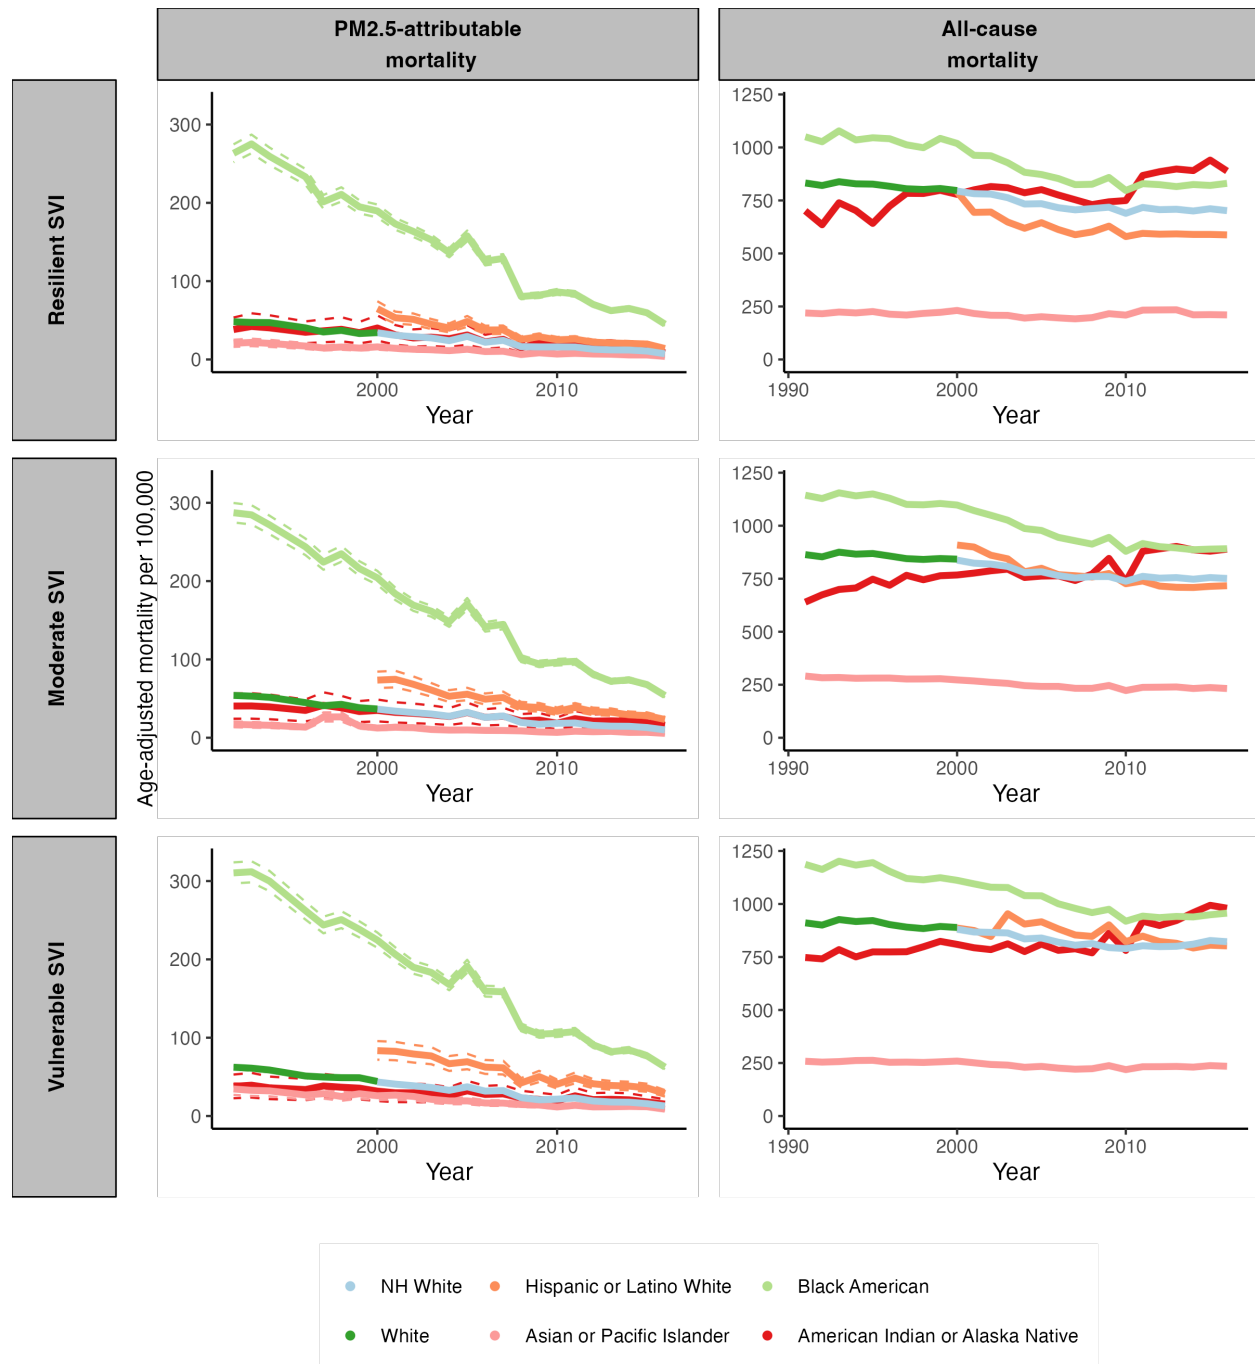 PM2.5-attributable
mortality
All-cause
mortality
Resilient SVI
300
200
100
0
2000
2010
Year
1250
1000
750
500
250
0
1990
2000
2010
Year
Moderate SVI
Age-adjusted mortality per 100,000
300
200
100
0
2000
2010
Year
1250
1000
750
500
250
0
1990
2000
2010
Year
Vulnerable SVI
300
200
100
0
2000
2010
Year
1250
1000
750
500
250
0
1990
2000
2010
Year
NH White
Hispanic or Latino White
Black American
White
Asian or Pacific Islander
American Indian or Alaska Native